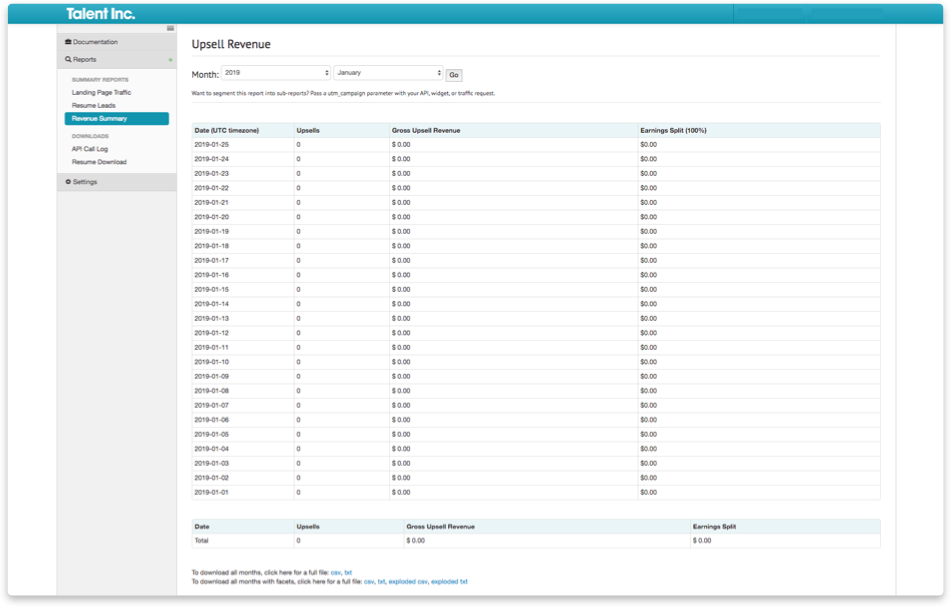 Talent Inc.
Documentation
Reports +
SUMMARY REPORTS
Landing Page Traffic
Resume Leads
Revenue Summary
DOWNLOADS
API Call Log
Resume Download
Settings
Upsell Revenue
Month: 2019 January Go
Want to segment this report into sub-reports? Pass a utm_campaign parameter with your API, widget, or traffic request.
Date (UTC timezone) Upsells Gross Upsell Revenue Earnings Split (100%)
2019-01-25 0 $ 0.00 $0.00
2019-01-24 0 $ 0.00 $0.00
2019-01-23 0 $ 0.00 $0.00
2019-01-22 0 $ 0.00 $0.00
2019-01-21 0 $ 0.00 $0.00
2019-01-20 0 $ 0.00 $0.00
2019-01-19 0 $ 0.00 $0.00
2019-01-18 0 $ 0.00 $0.00
2019-01-17 0 $ 0.00 $0.00
2019-01-16 0 $ 0.00 $0.00
2019-01-15 0 $ 0.00 $0.00
2019-01-14 0 $ 0.00 $0.00
2019-01-13 0 $ 0.00 $0.00
2019-01-12 0 $ 0.00 $0.00
2019-01-11 0 $ 0.00 $0.00
2019-01-10 0 $ 0.00 $0.00
2019-01-09 0 $ 0.00 $0.00
2019-01-08 0 $ 0.00 $0.00
2019-01-07 0 $ 0.00 $0.00
2019-01-06 0 $ 0.00 $0.00
2019-01-05 0 $ 0.00 $0.00
2019-01-04 0 $ 0.00 $0.00
2019-01-03 0 $ 0.00 $0.00
2019-01-02 0 $ 0.00 $0.00
2019-01-01 0 $ 0.00 $0.00
Date Upsells Gross Upsell Revenue Earnings Split
Total 0 $ 0.00 $ 0.00
To download all months, click here for a full file: csv, txt
To download all months with facets, click here for a full file: csv, txt, exploded csv, exploded txt